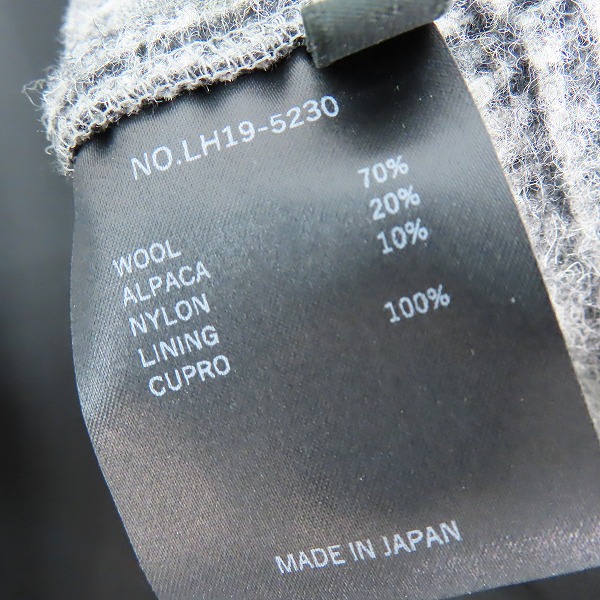 NO.LH19-5230
WOOL 70%
ALPACA 20%
NYLON 10%
LINING
CUPRO 100%
MADE IN JAPAN